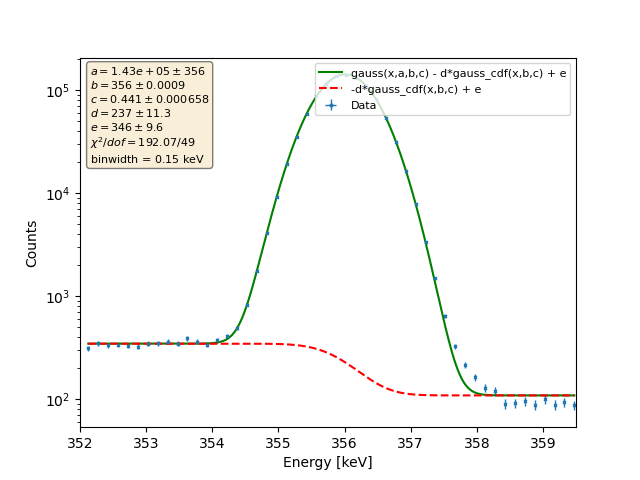 a = 1.43e + 05 ± 356
b = 356 ± 0.0009
c = 0.441 ± 0.000658
d = 237 ± 11.3
e = 346 ± 9.6
χ²/dof = 192.07/49
binwidth = 0.15 keV
gauss(x,a,b,c) - d*gauss_cdf(x,b,c) + e
-d*gauss_cdf(x,b,c) + e
Data
10⁵
10⁴
10³
10²
Counts
352 353 354 355 356 357 358 359
Energy [keV]